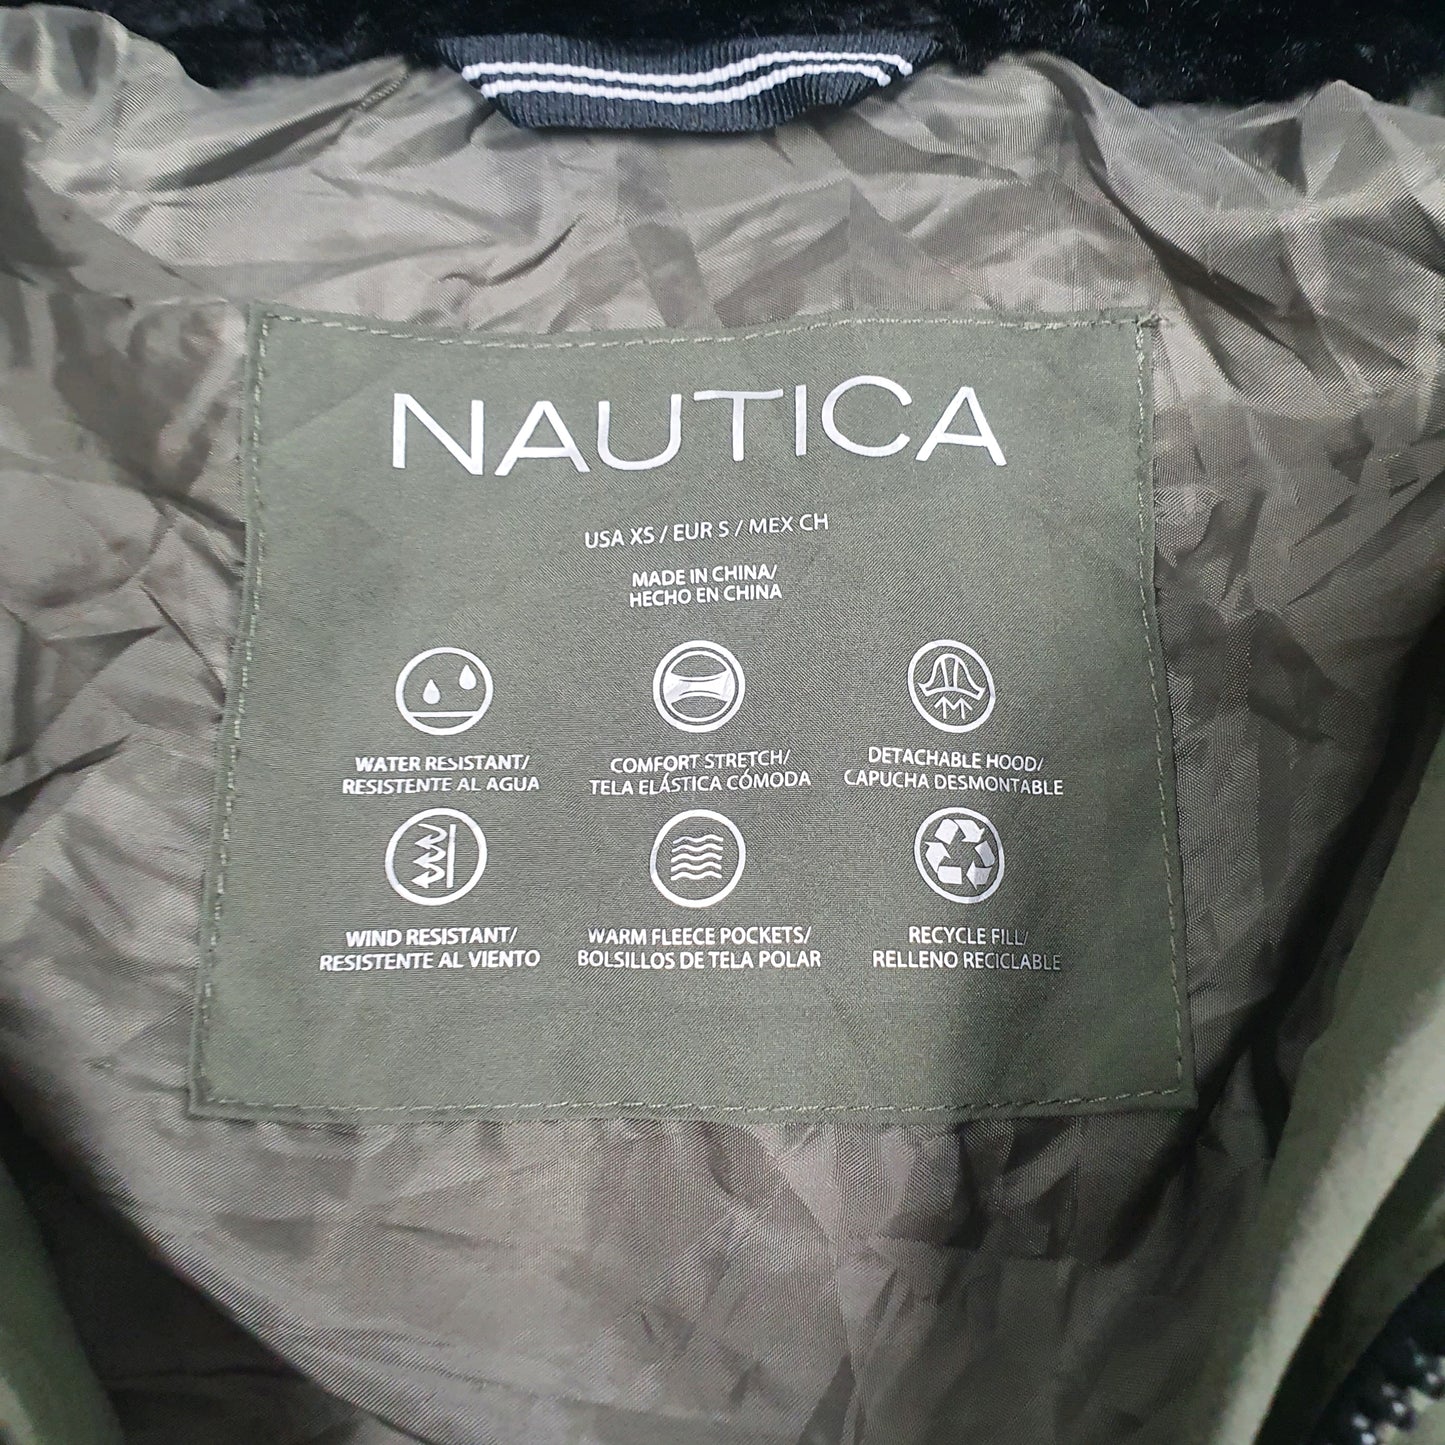 NAUTICA
USA XS / EUR S / MEX CH
MADE IN CHINA/
HECHO EN CHINA
WATER RESISTANT/
RESISTENTE AL AGUA
COMFORT STRETCH/
TELA ELÁSTICA CÓMODA
DETACHABLE HOOD/
CAPUCHA DESMONTABLE
WIND RESISTANT/
RESISTENTE AL VIENTO
WARM FLEECE POCKETS/
BOLSILLOS DE TELA POLAR
RECYCLE FILL/
RELLENO RECICLABLE